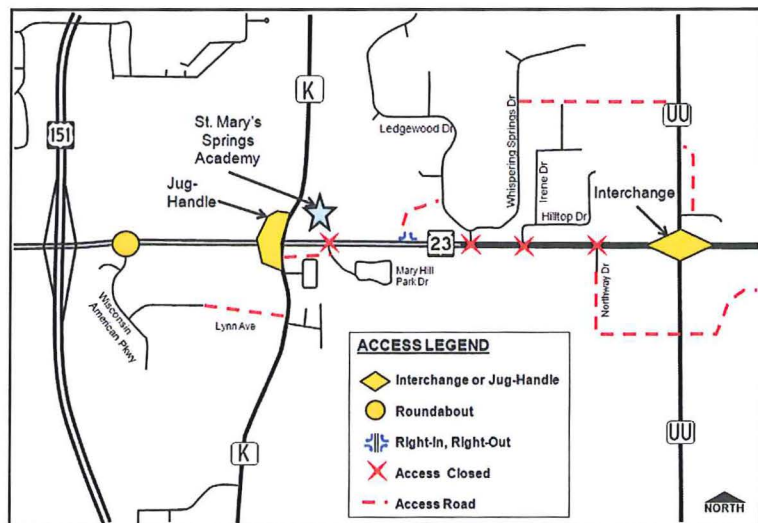 K
151
St. Mary's
Springs
Academy
Jug-
Handle
Ledgewood Dr
Whispering Springs Dr
Irene Dr
Hilltop Dr
UU
Interchange
23
Mary Hill
Park Dr
Northway Dr
Wisconsin
American Pkwy
Lynn Ave
K
UU
ACCESS LEGEND
Interchange or Jug-Handle
Roundabout
Right-In, Right-Out
Access Closed
Access Road
NORTH